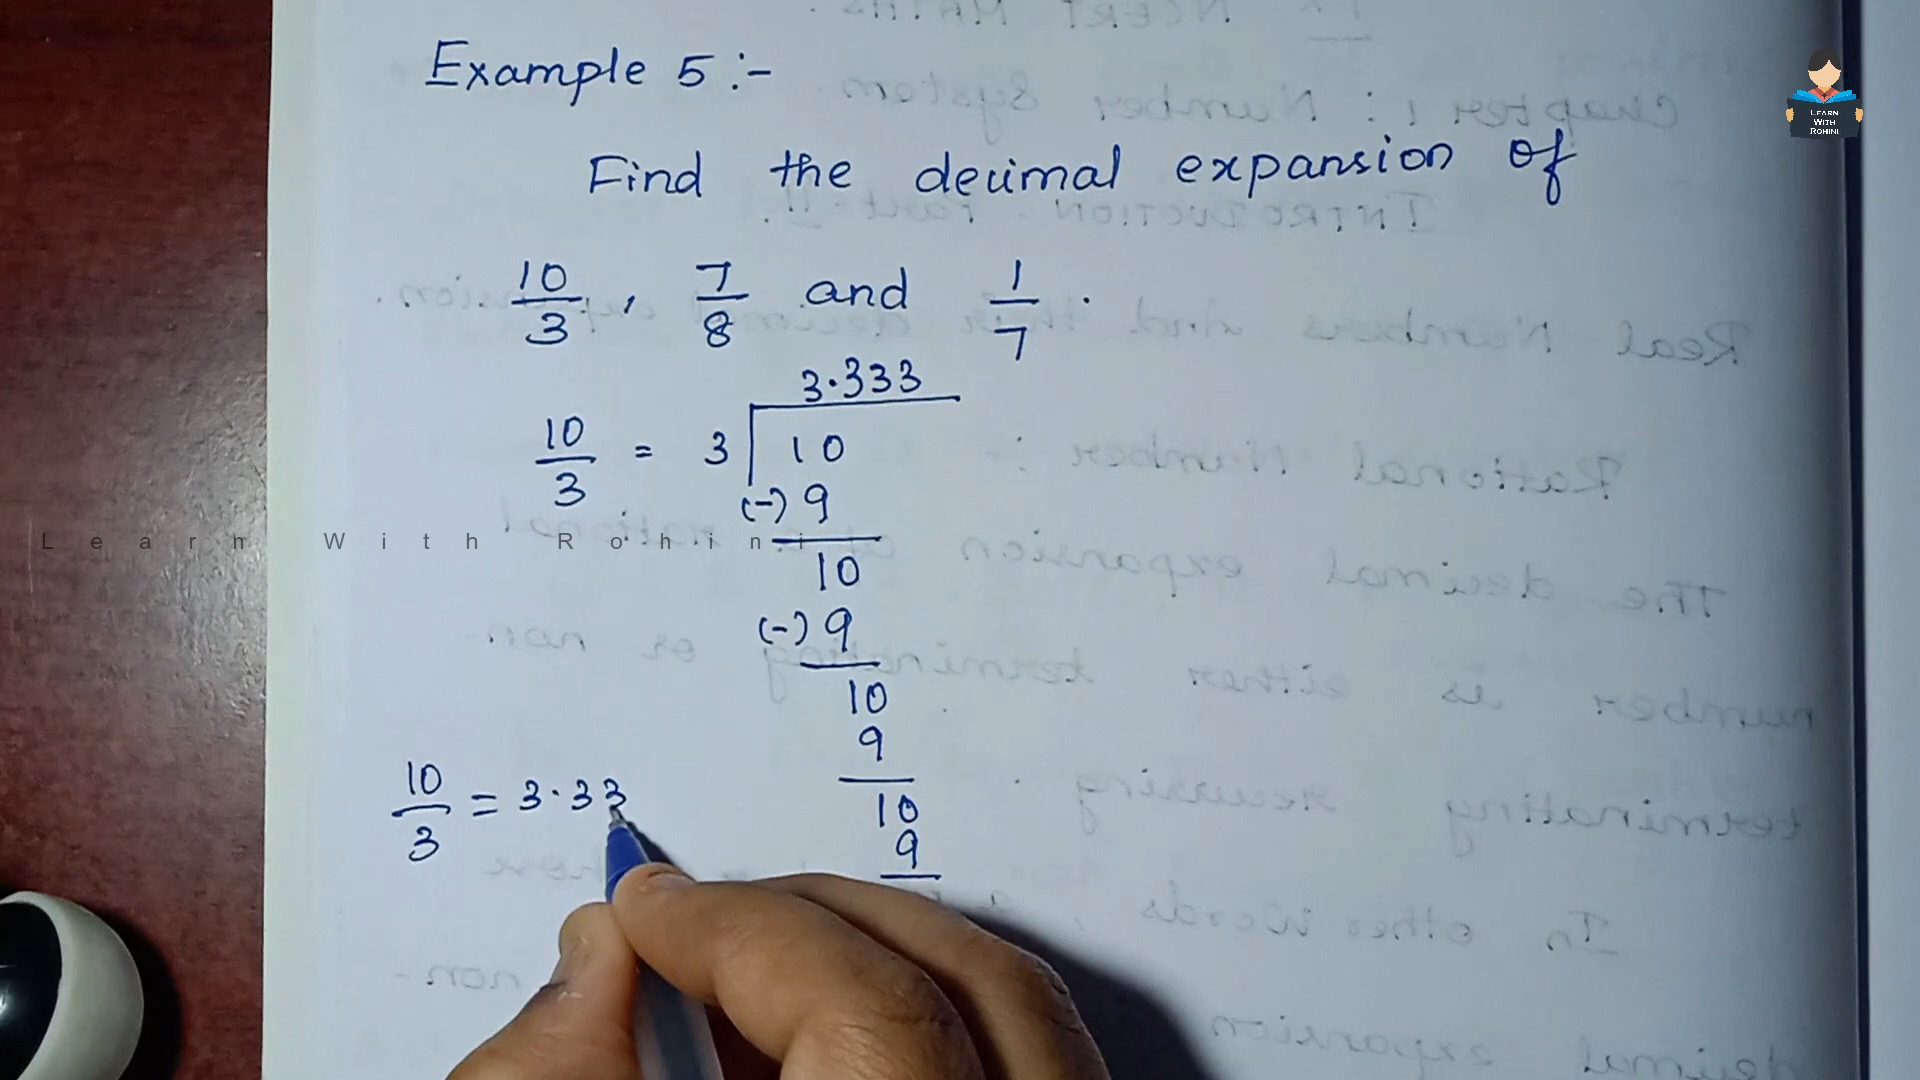 Example 5 :-
Find the decimal expansion of
10/3 , 7/8 and 1/7 .
3.333
10/3 = 3 10
(-) 9
10
(-) 9
10
9
10
9
10/3 = 3.33
Learn With Rohini
LEARN
WITH
ROHINI